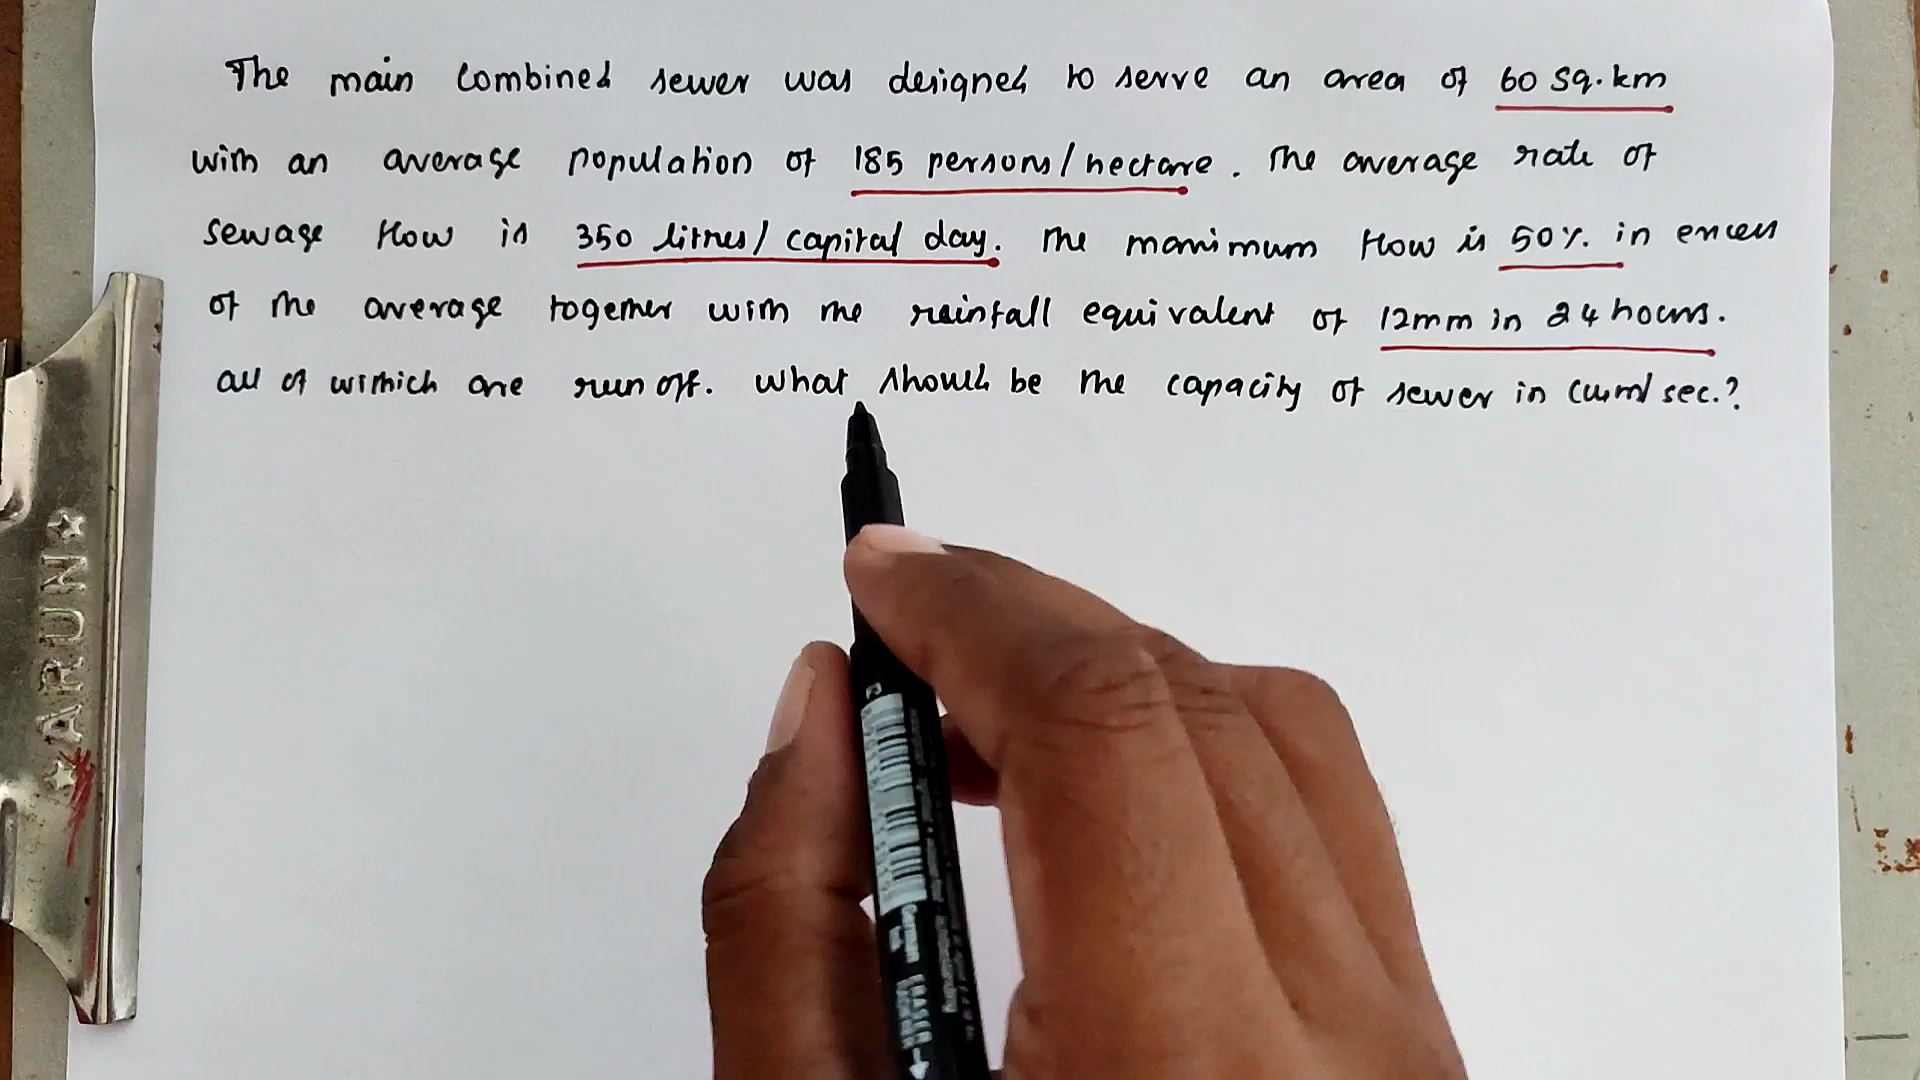 The main combined sewer was designed to serve an area of 60 sq.km
with an average population of 185 persons/hectare. The average rate of
sewage flow is 350 litres/capital day. The maximum flow is 50%. in excess
of the average together with the rainfall equivalent of 12mm in 24 hours.
all of which are run off. What should be the capacity of sewer in cum/sec.?
ARUN